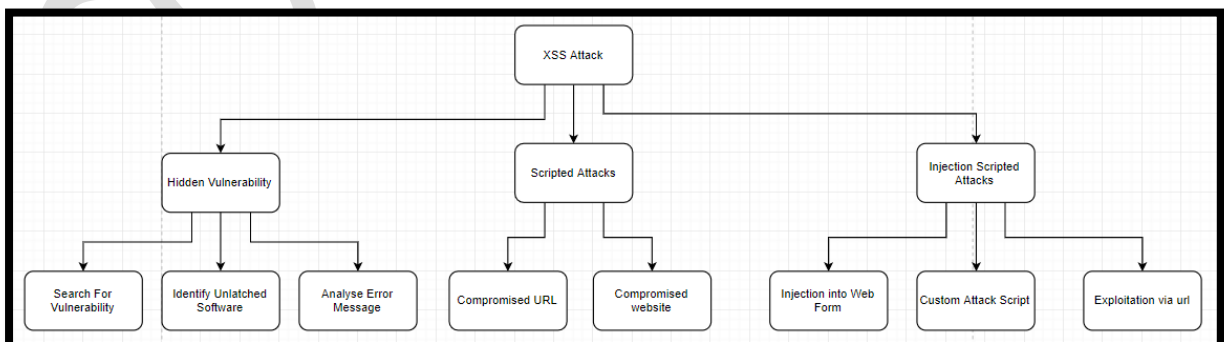 XSS Attack
Hidden Vulnerability
Scripted Attacks
Injection Scripted
Attacks
Search For
Vulnerability
Identify Unlatched
Software
Analyse Error
Message
Compromised URL
Compromised
website
Injection into Web
Form
Custom Attack Script
Exploitation via url